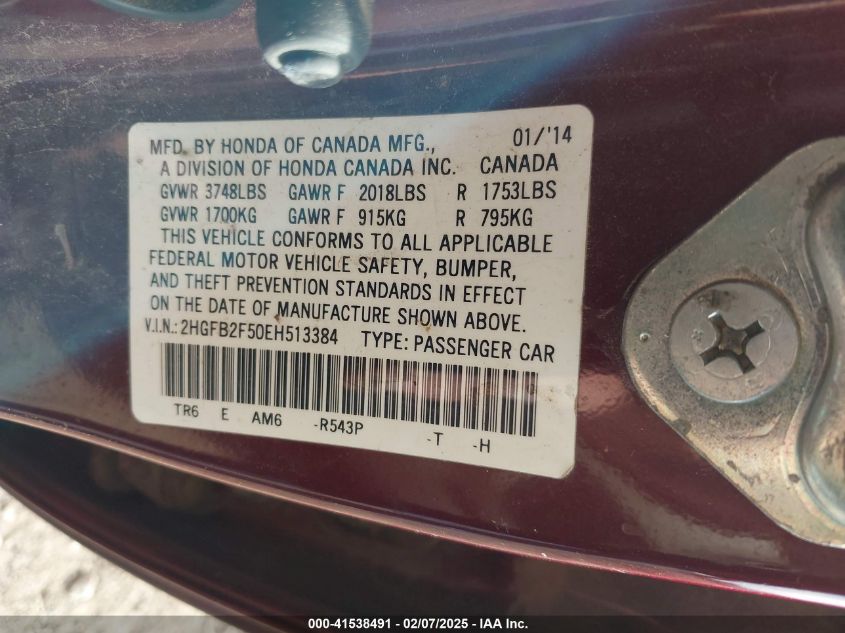 MFD. BY HONDA OF CANADA MFG., 01/'14
A DIVISION OF HONDA CANADA INC. CANADA
GVWR 3748LBS GAWR F 2018LBS R 1753LBS
GVWR 1700KG GAWR F 915KG R 795KG
THIS VEHICLE CONFORMS TO ALL APPLICABLE
FEDERAL MOTOR VEHICLE SAFETY, BUMPER,
AND THEFT PREVENTION STANDARDS IN EFFECT
ON THE DATE OF MANUFACTURE SHOWN ABOVE.
V.I.N.: 2HGFB2F50EH513384 TYPE: PASSENGER CAR
TR6 E AM6 -R543P -T -H
000-41538491 - 02/07/2025 - IAA Inc.